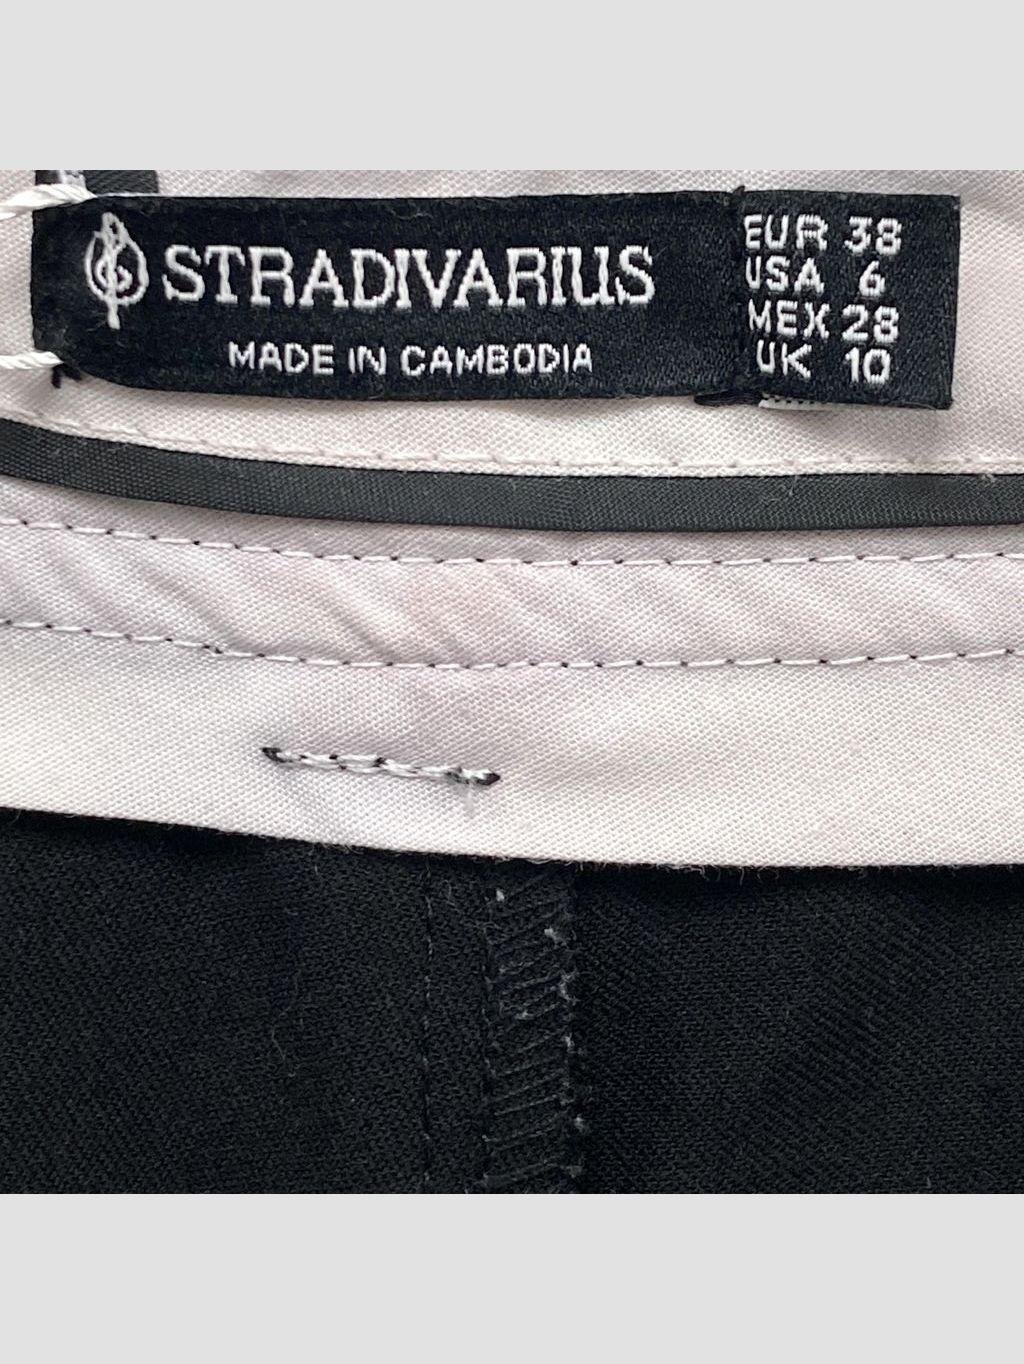 STRADIVARIUS
MADE IN CAMBODIA
EUR 38
USA 6
MEX 28
UK 10